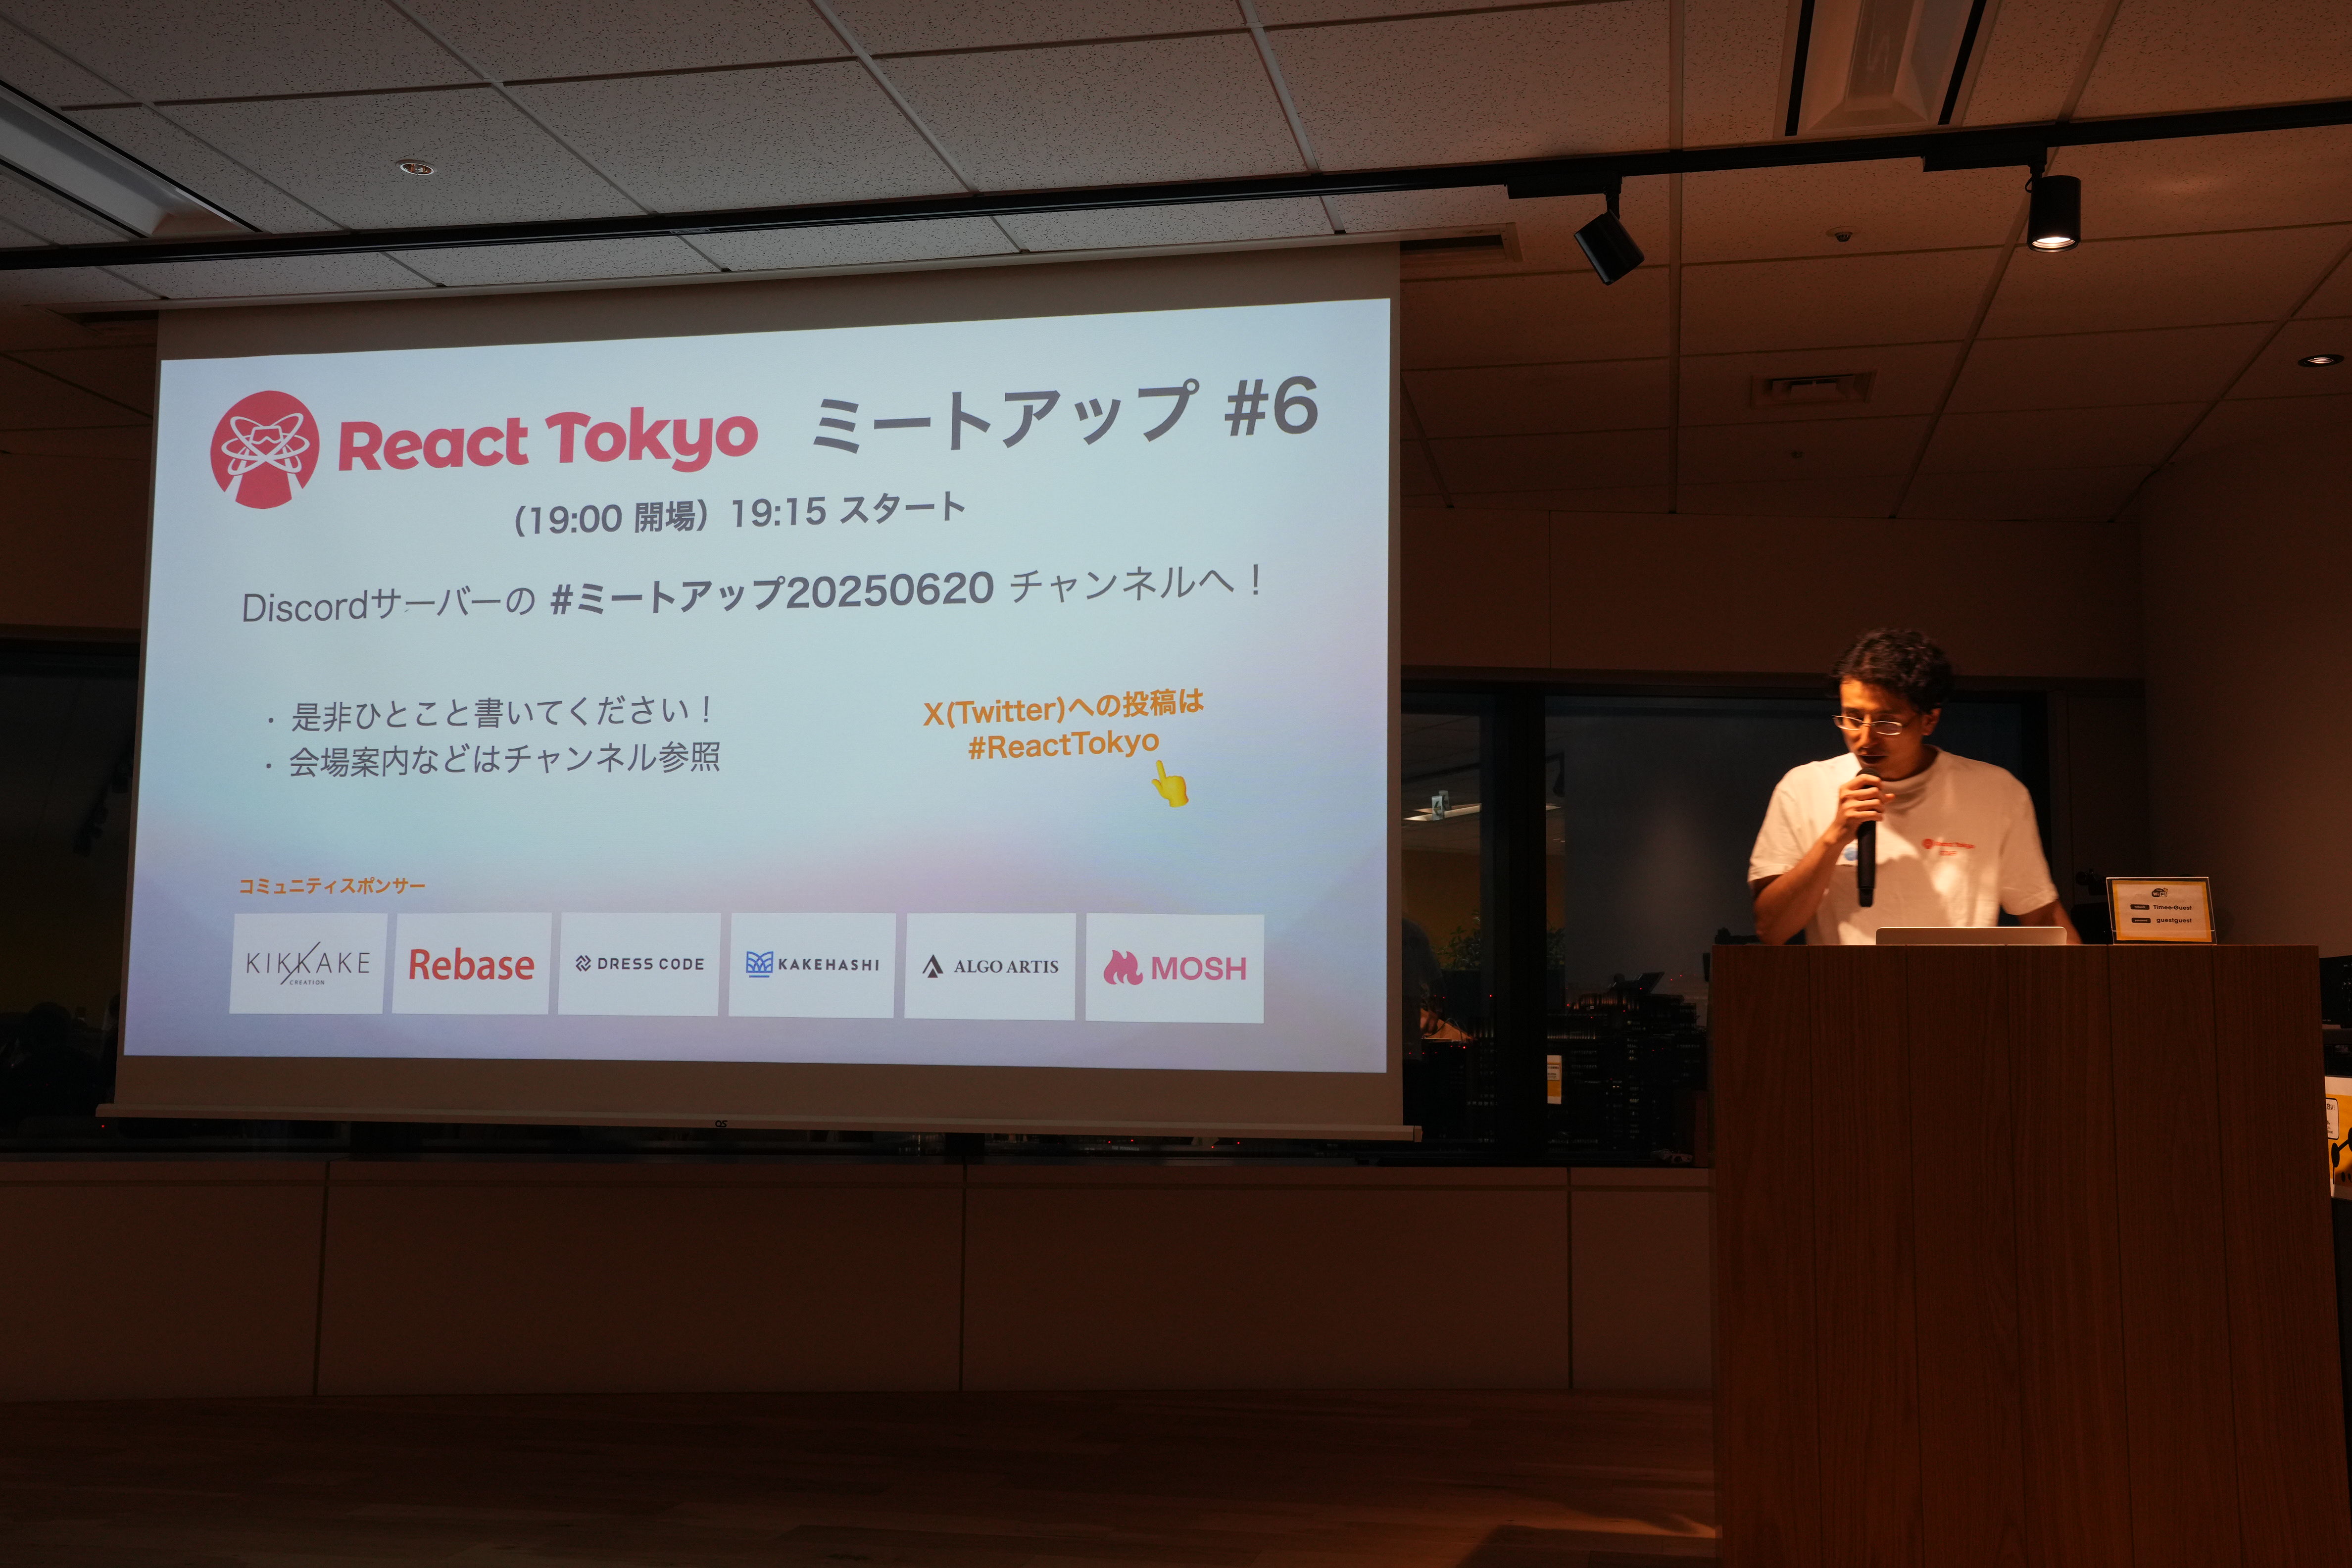 React Tokyo ミートアップ #6
(19:00 開場) 19:15 スタート
Discordサーバーの #ミートアップ20250620 チャンネルへ！
・是非ひとこと書いてください！
・会場案内などはチャンネル参照
X(Twitter)への投稿は
#ReactTokyo
コミュニティスポンサー
KIKKAKE
CREATION
Rebase
DRESS CODE
KAKEHASHI
ALGO ARTIS
MOSH
os
React Tokyo
Timee-Guest
guestguest